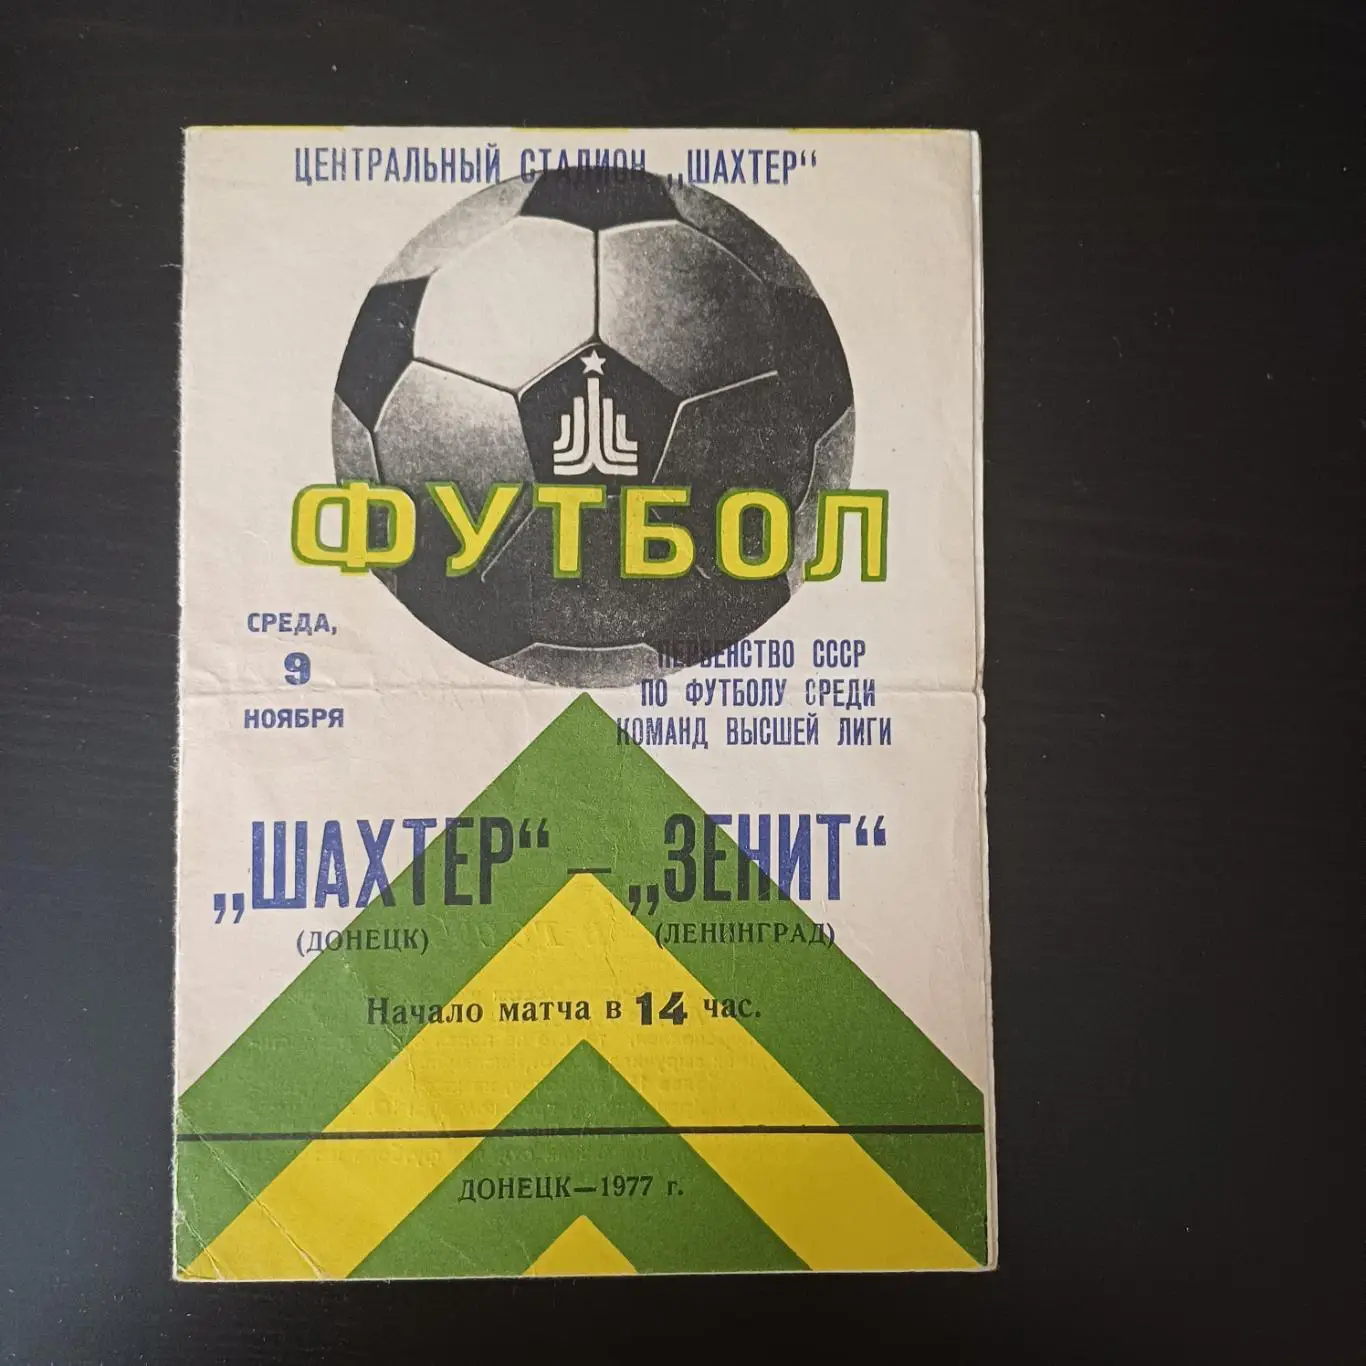 ЦЕНТРАЛЬНЫЙ СТАДИОН „ШАХТЕР“
ФУТБОЛ
СРЕДА,
9
НОЯБРЯ
ПЕРВЕНСТВО СССР
ПО ФУТБОЛУ СРЕДИ
КОМАНД ВЫСШЕЙ ЛИГИ
„ШАХТЕР“ — „ЗЕНИТ“
(ДОНЕЦК) (ЛЕНИНГРАД)
Начало матча в 14 час.
ДОНЕЦК—1977 г.